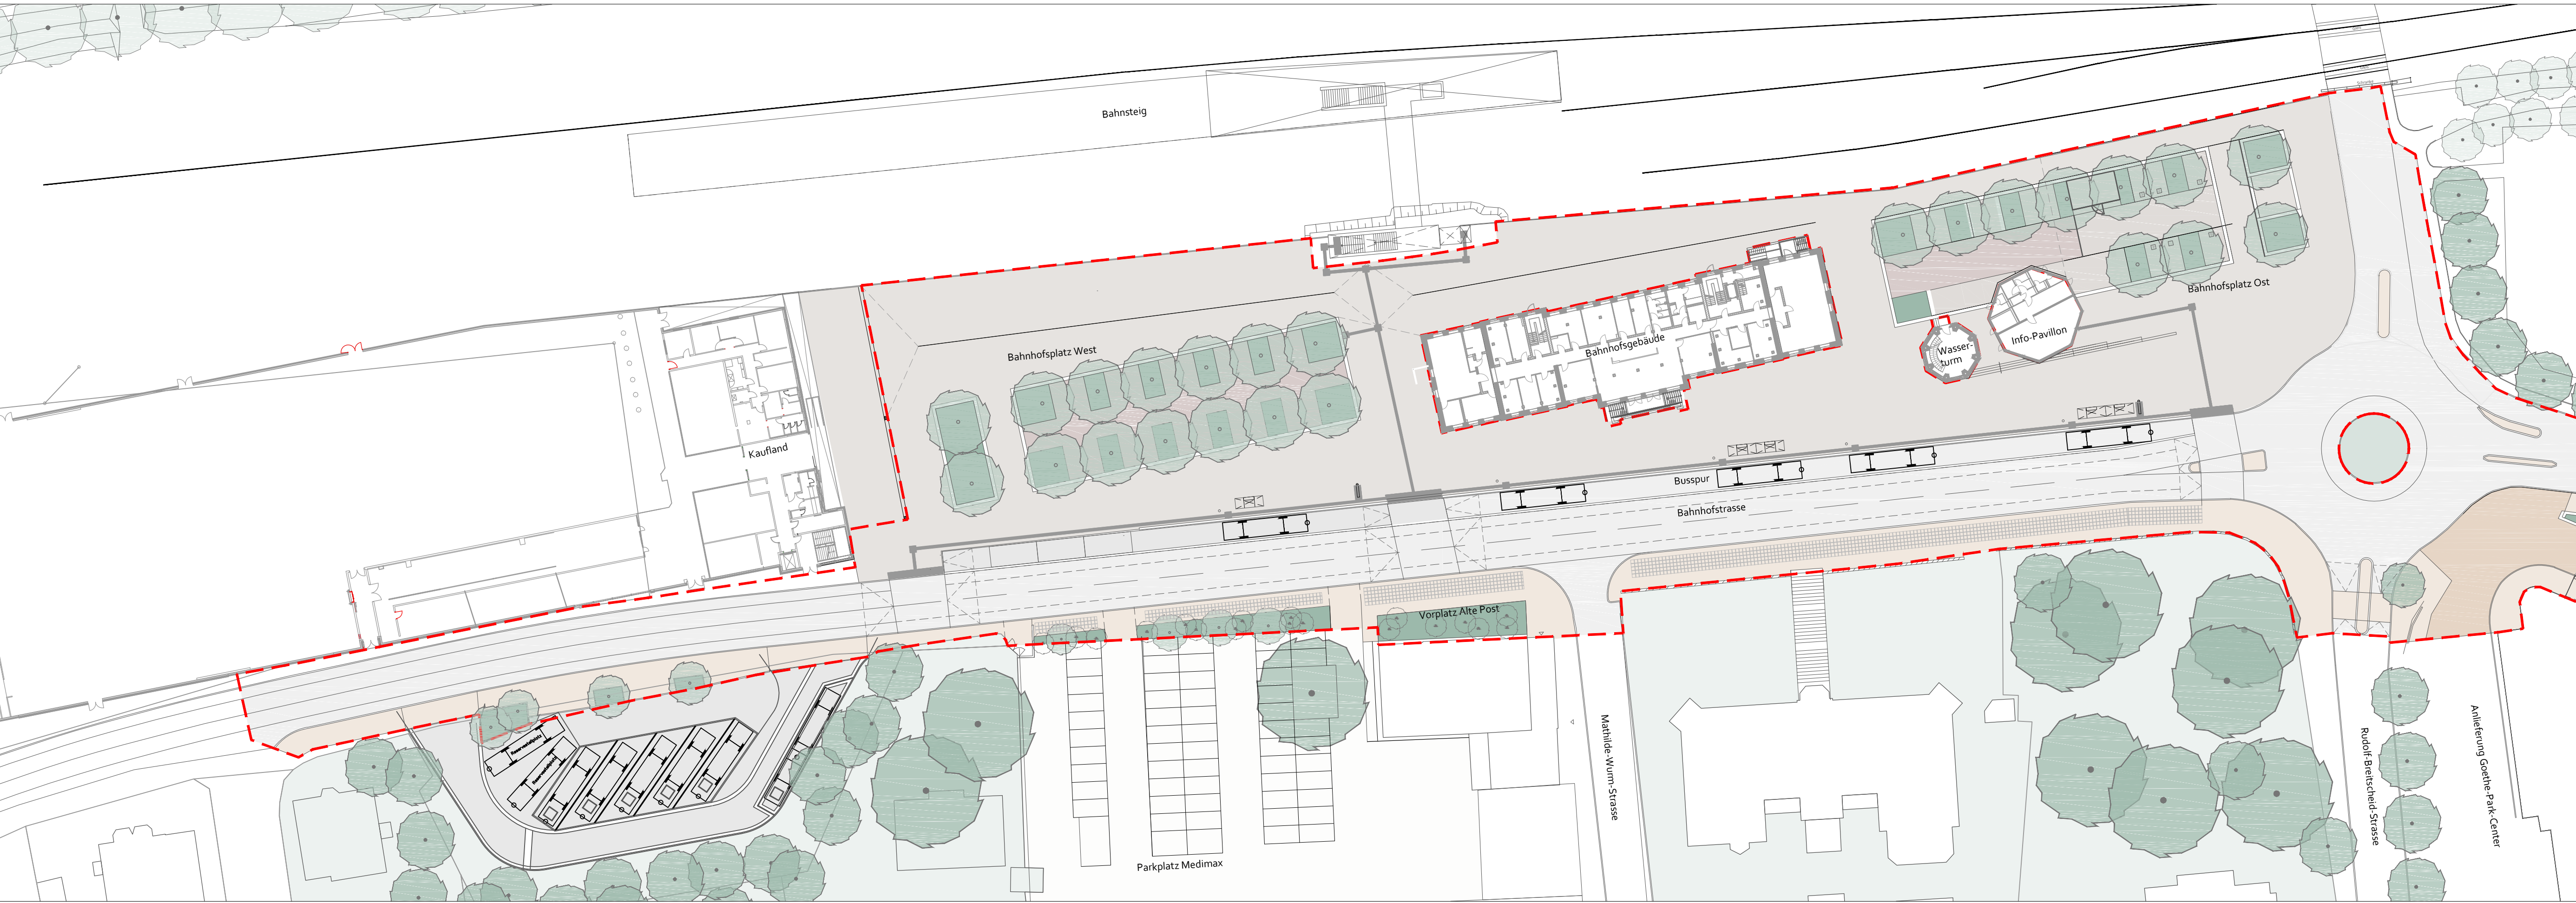 Bahnsteig
Bahnhofsplatz West
Bahnhofsgebäude
Bahnhofsplatz Ost
Info-Pavillon
Wasser-
turm
Kaufland
Busspur
Bahnhofstrasse
Vorplatz Alte Post
Parkplatz Medimax
Mathilde-Wurm-Strasse
Rudolf-Breitscheid-Strasse
Anlieferung Goethe-Park-Center